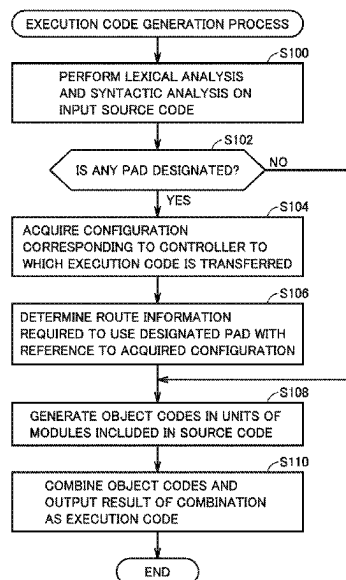 EXECUTION CODE GENERATION PROCESS
S100
PERFORM LEXICAL ANALYSIS
AND SYNTACTIC ANALYSIS ON
INPUT SOURCE CODE
S102
IS ANY PAD DESIGNATED?
NO
YES
S104
ACQUIRE CONFIGURATION
CORRESPONDING TO CONTROLLER TO
WHICH EXECUTION CODE IS TRANSFERRED
S106
DETERMINE ROUTE INFORMATION
REQUIRED TO USE DESIGNATED PAD WITH
REFERENCE TO ACQUIRED CONFIGURATION
S108
GENERATE OBJECT CODES IN UNITS OF
MODULES INCLUDED IN SOURCE CODE
S110
COMBINE OBJECT CODES AND
OUTPUT RESULT OF COMBINATION
AS EXECUTION CODE
END